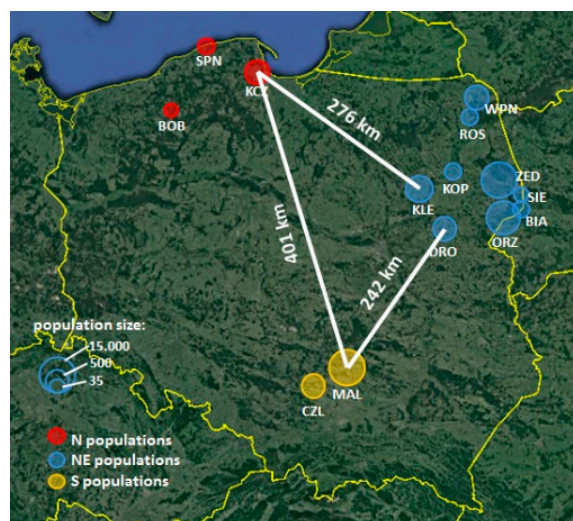 SPN
KCZ
BOB
WPN
ROS
276 km
KOP
ZED
KLE
SIE
BIA
ORZ
DRO
401 km
242 km
population size:
15.000
500
35
MAL
CZL
N populations
NE populations
S populations